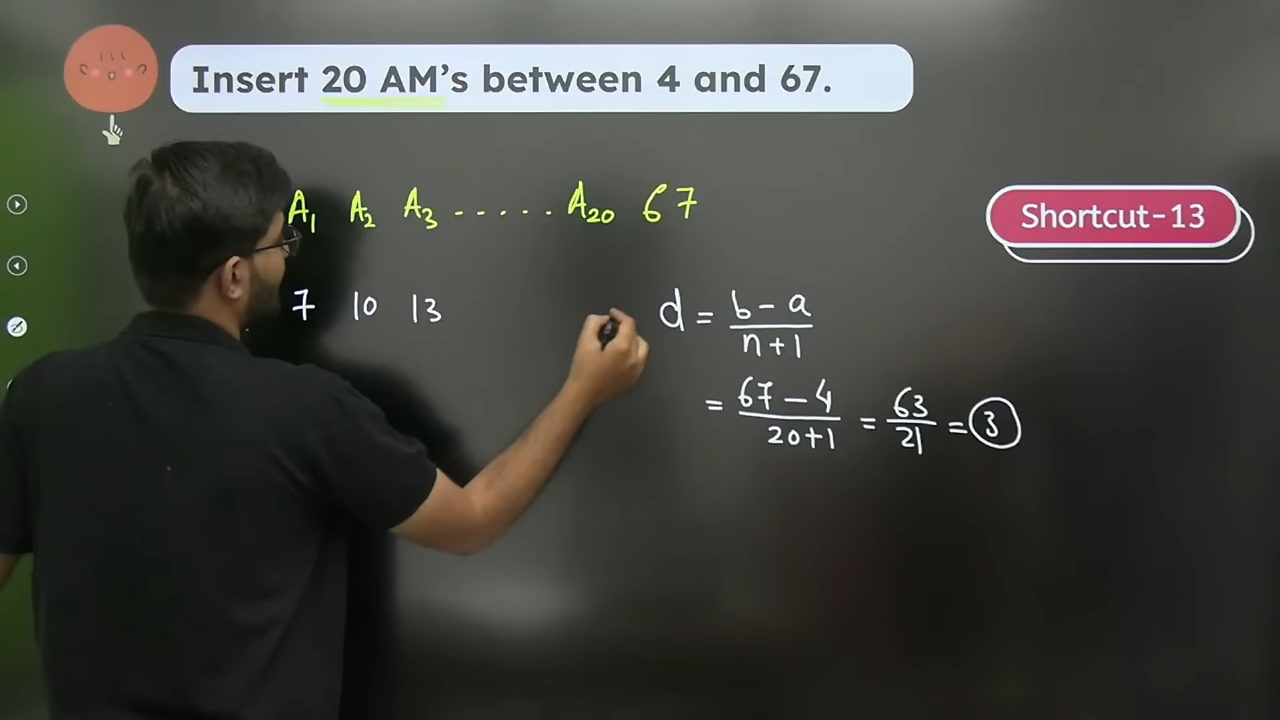 Insert 20 AM's between 4 and 67.
A₁ A₂ A₃ ...... A₂₀ 67
Shortcut-13
7 10 13
d = b - a / n + 1
= 67 - 4 / 20 + 1 = 63 / 21 = 3